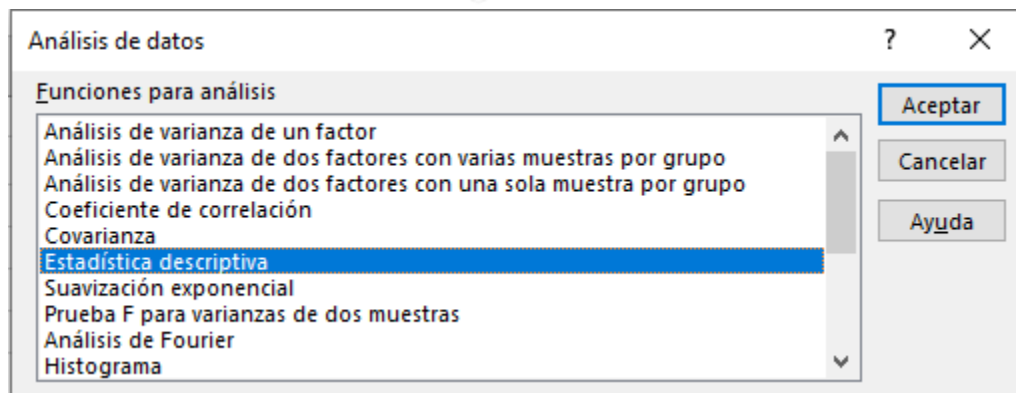 Análisis de datos
?
Funciones para análisis
Análisis de varianza de un factor
Análisis de varianza de dos factores con varias muestras por grupo
Análisis de varianza de dos factores con una sola muestra por grupo
Coeficiente de correlación
Covarianza
Estadística descriptiva
Suavización exponencial
Prueba F para varianzas de dos muestras
Análisis de Fourier
Histograma
Aceptar
Cancelar
Ayuda